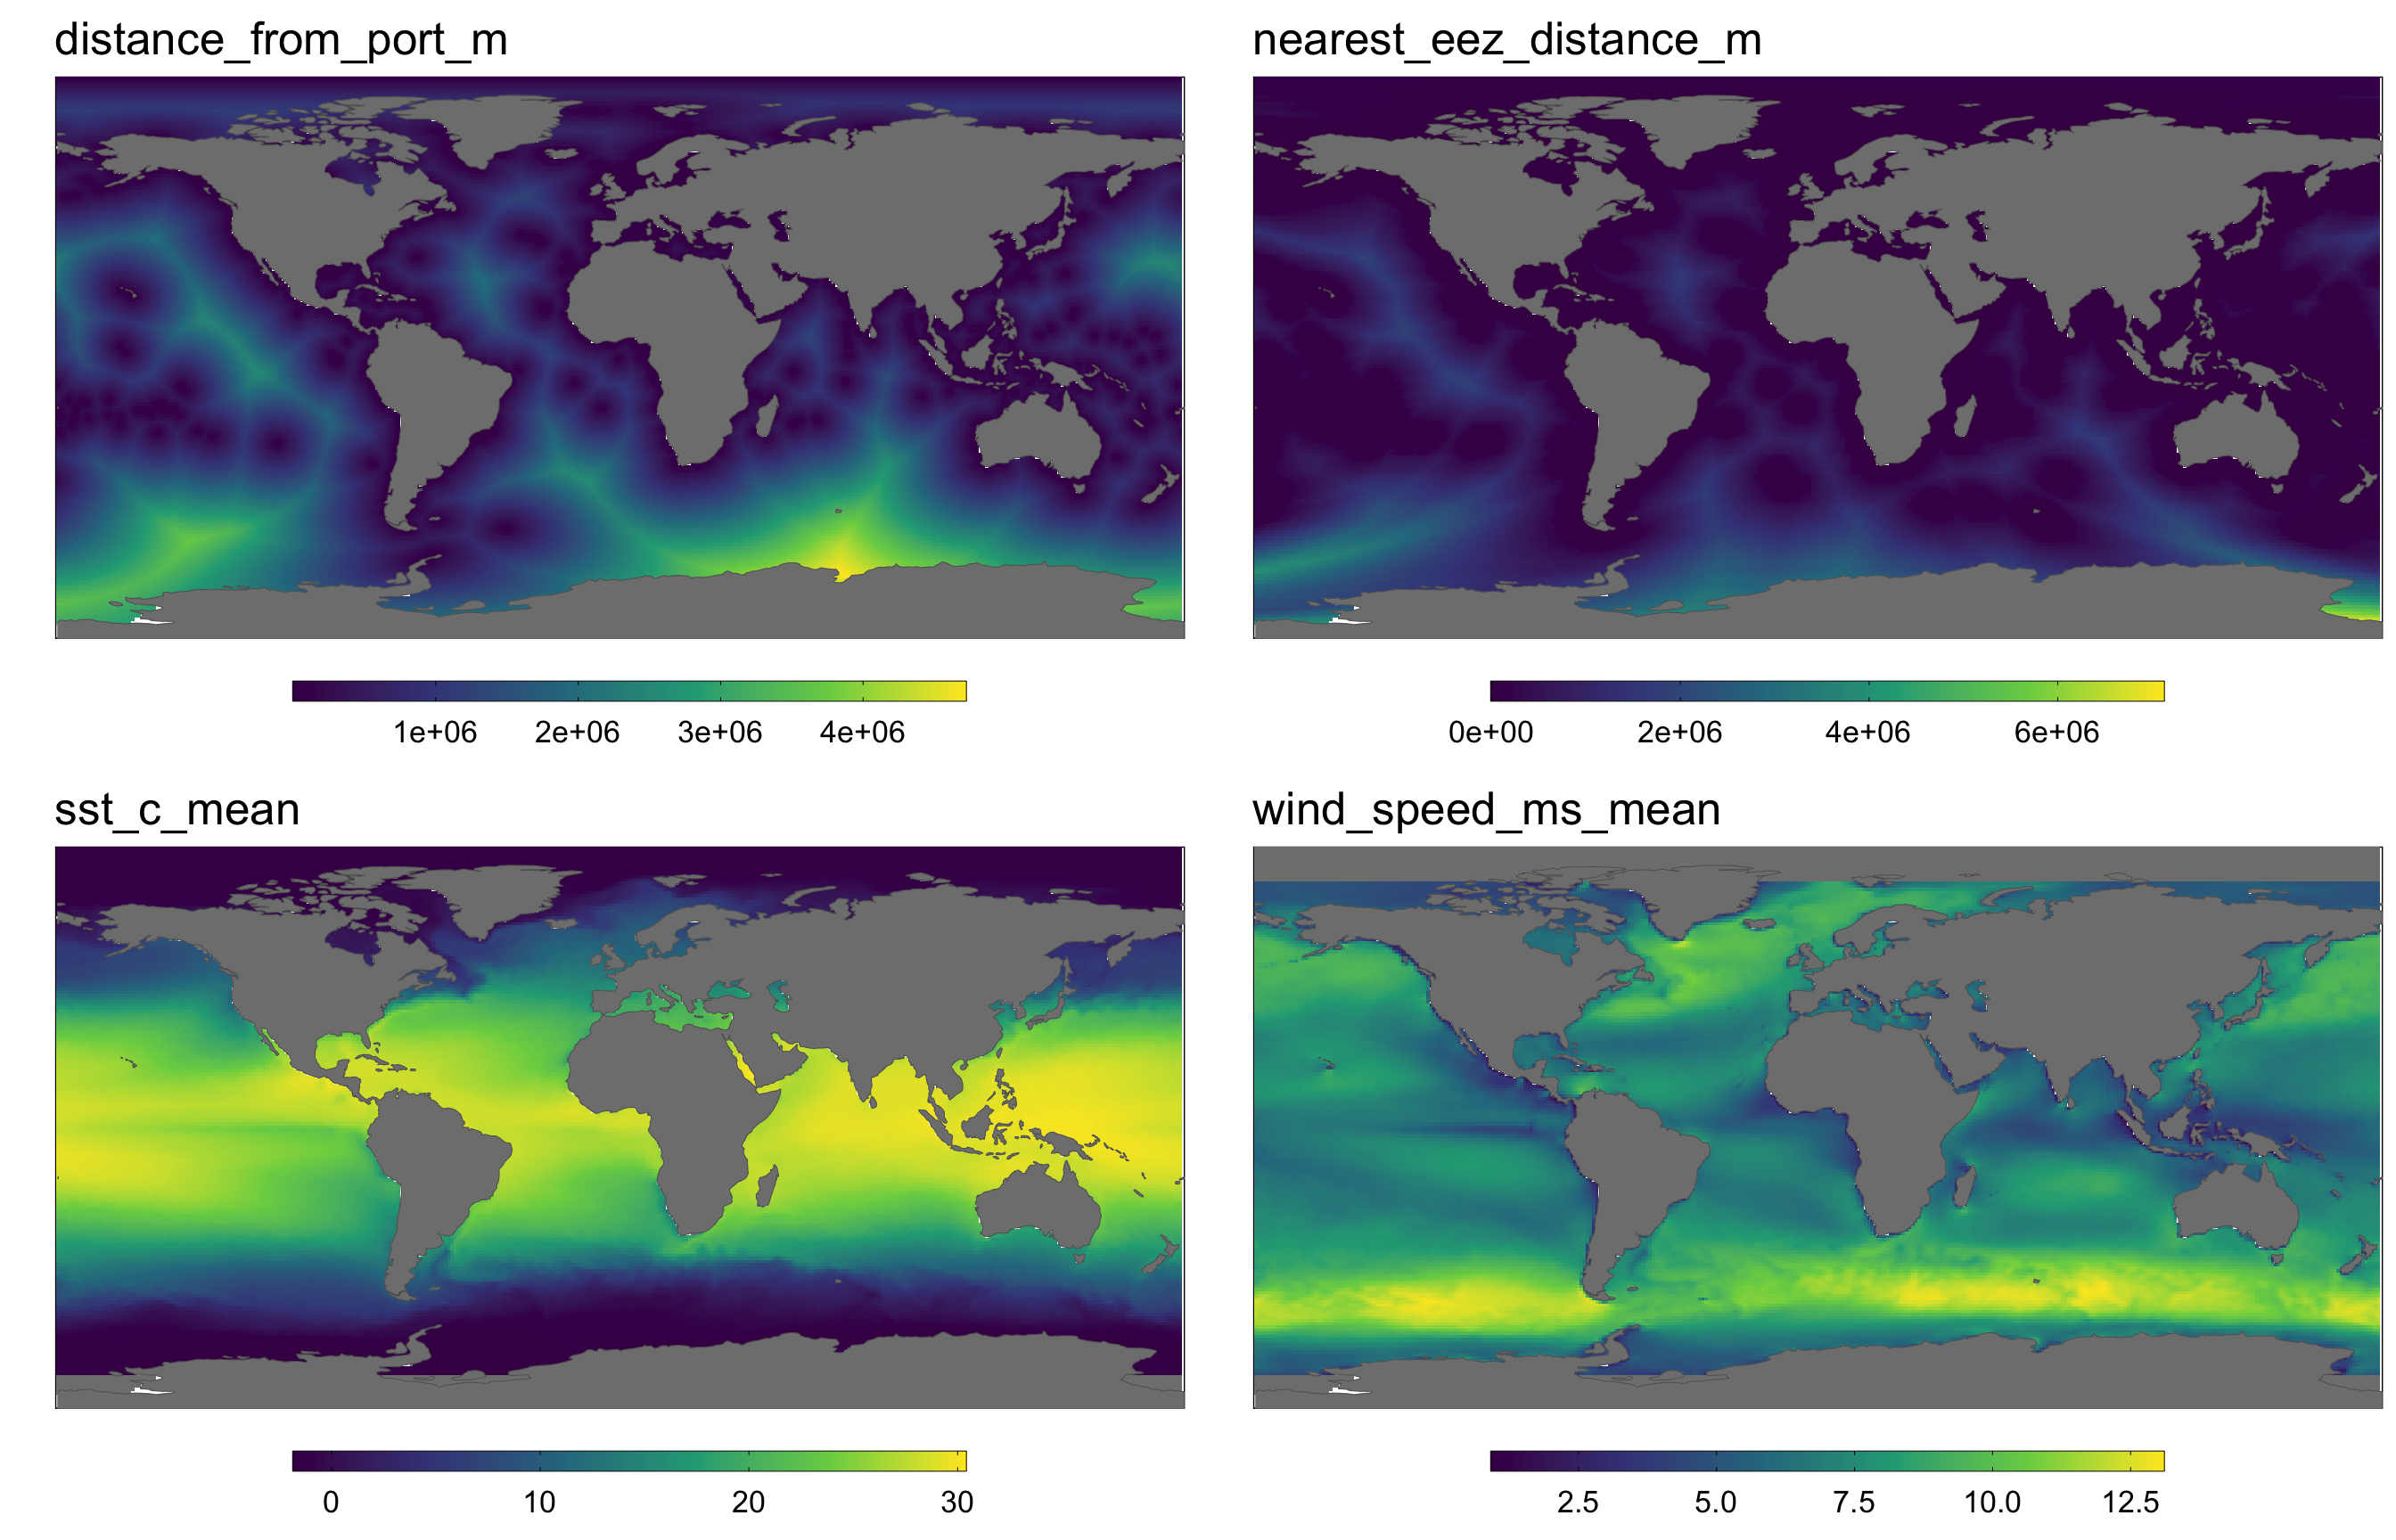 distance_from_port_m
nearest_eez_distance_m
1e+06 2e+06 3e+06 4e+06
0e+00 2e+06 4e+06 6e+06
sst_c_mean
wind_speed_ms_mean
0 10 20 30
2.5 5.0 7.5 10.0 12.5